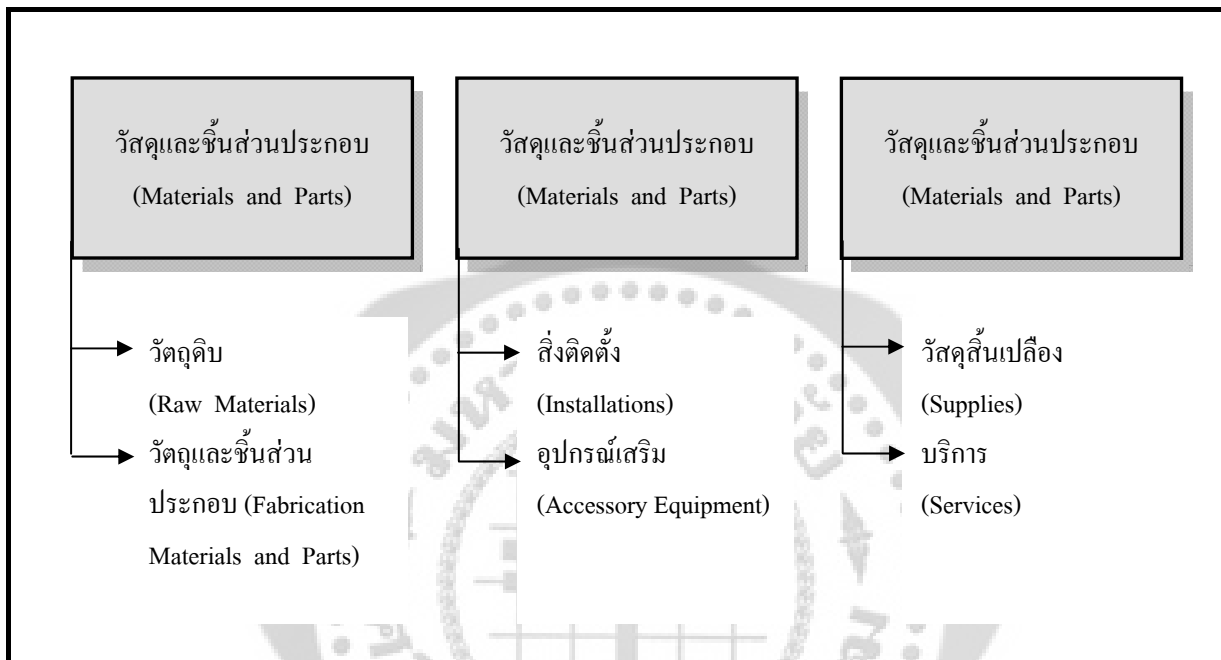 วัสดุและชิ้นส่วนประกอบ
(Materials and Parts)
วัตถุดิบ
(Raw Materials)
วัตถุและชิ้นส่วน
ประกอบ (Fabrication
Materials and Parts)
วัสดุและชิ้นส่วนประกอบ
(Materials and Parts)
สิ่งติดตั้ง
(Installations)
อุปกรณ์เสริม
(Accessory Equipment)
วัสดุและชิ้นส่วนประกอบ
(Materials and Parts)
วัสดุสิ้นเปลือง
(Supplies)
บริการ
(Services)